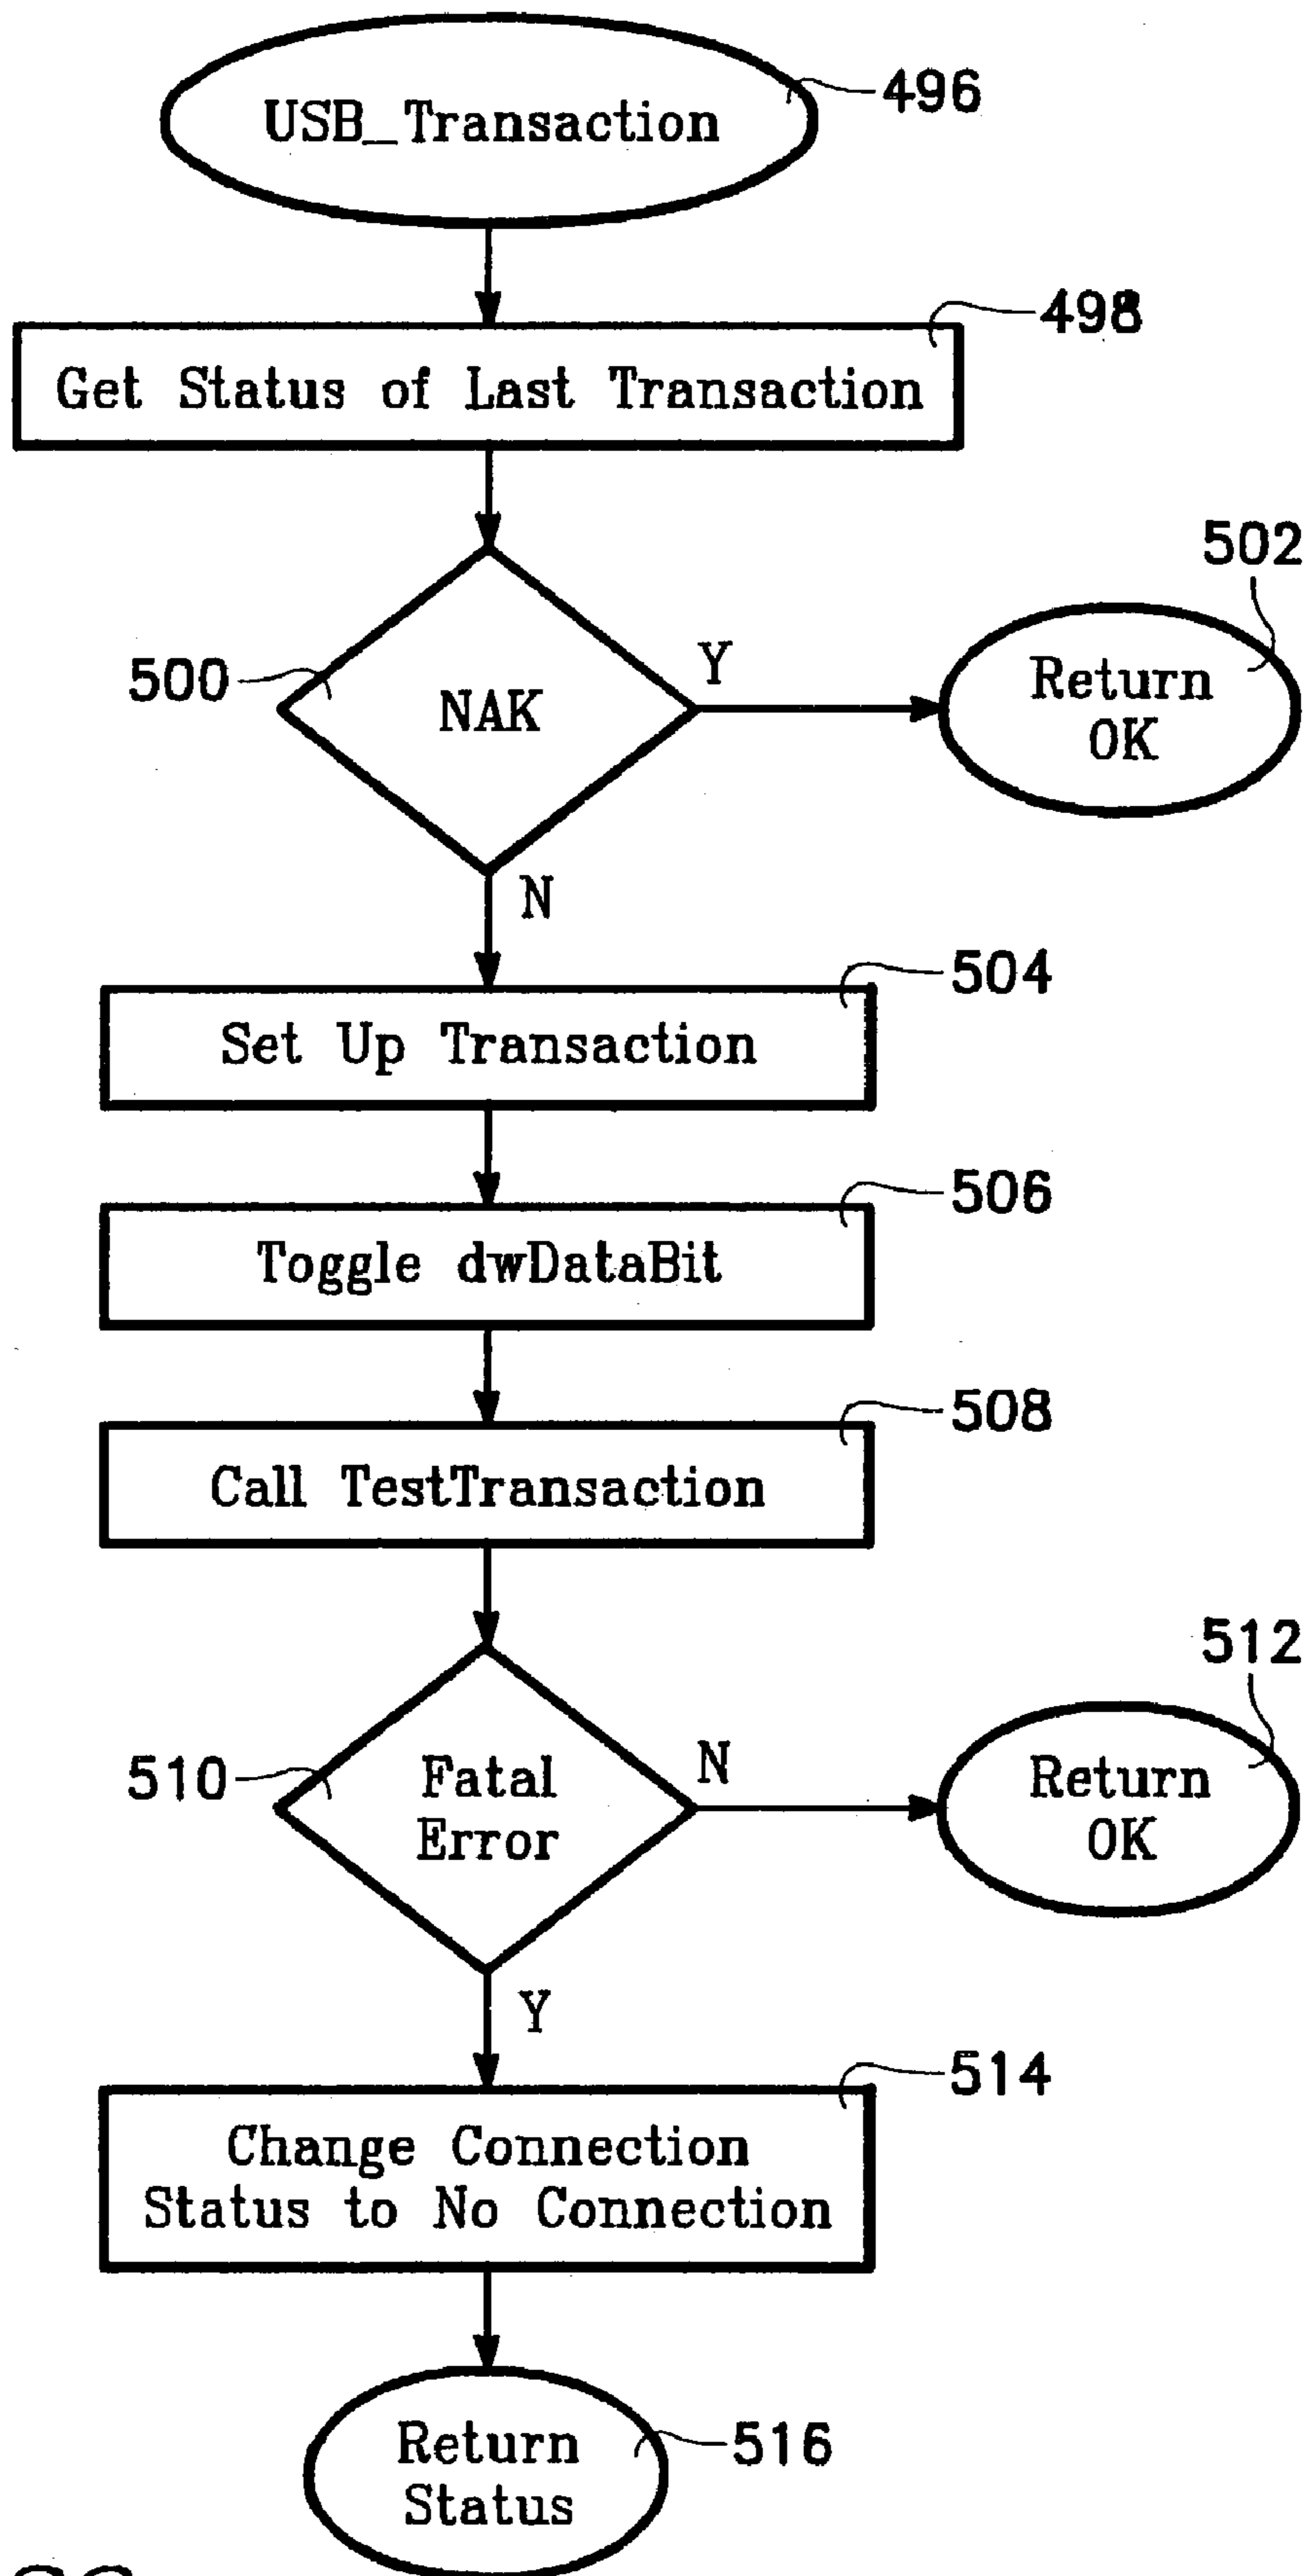 USB_Transaction
496
498
Get Status of Last Transaction
502
500
NAK
Y
Return
OK
N
504
Set Up Transaction
506
Toggle dwDataBit
508
Call TestTransaction
512
510
Fatal
Error
N
Return
OK
Y
514
Change Connection
Status to No Connection
Return
Status
516